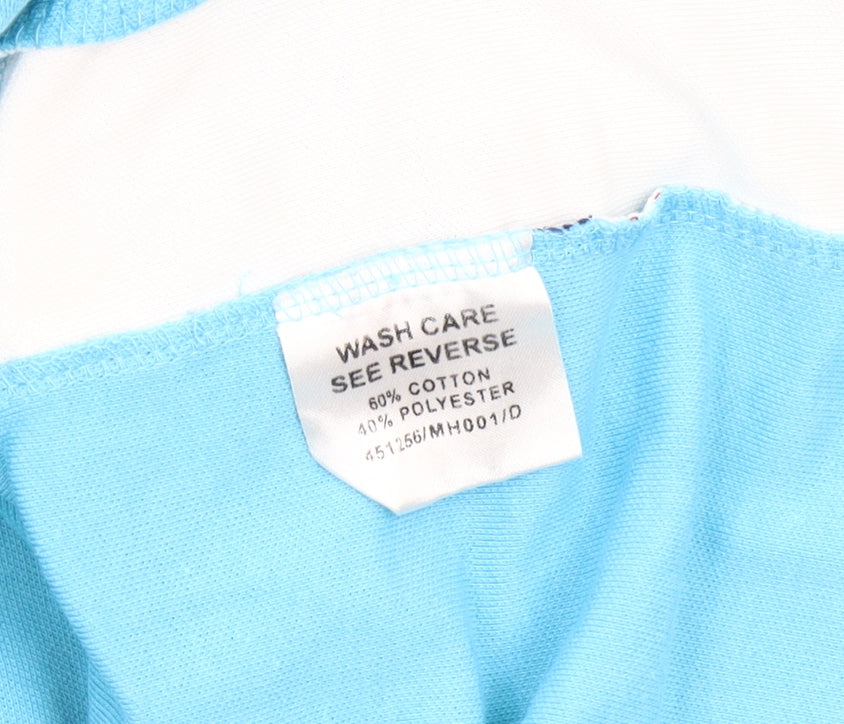 WASH CARE
SEE REVERSE
60% COTTON
40% POLYESTER
451256/MH001/D